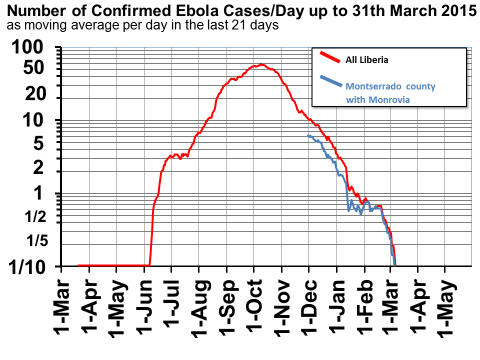 Number of Confirmed Ebola Cases/Day up to 31th March 2015
as moving average per day in the last 21 days
100
50
20
10
5
2
1
1/2
1/5
1/10
All Liberia
Montserrado county
with Monrovia
1-Mar
1-Apr
1-May
1-Jun
1-Jul
1-Aug
1-Sep
1-Oct
1-Nov
1-Dec
1-Jan
1-Feb
1-Mar
1-Apr
1-May